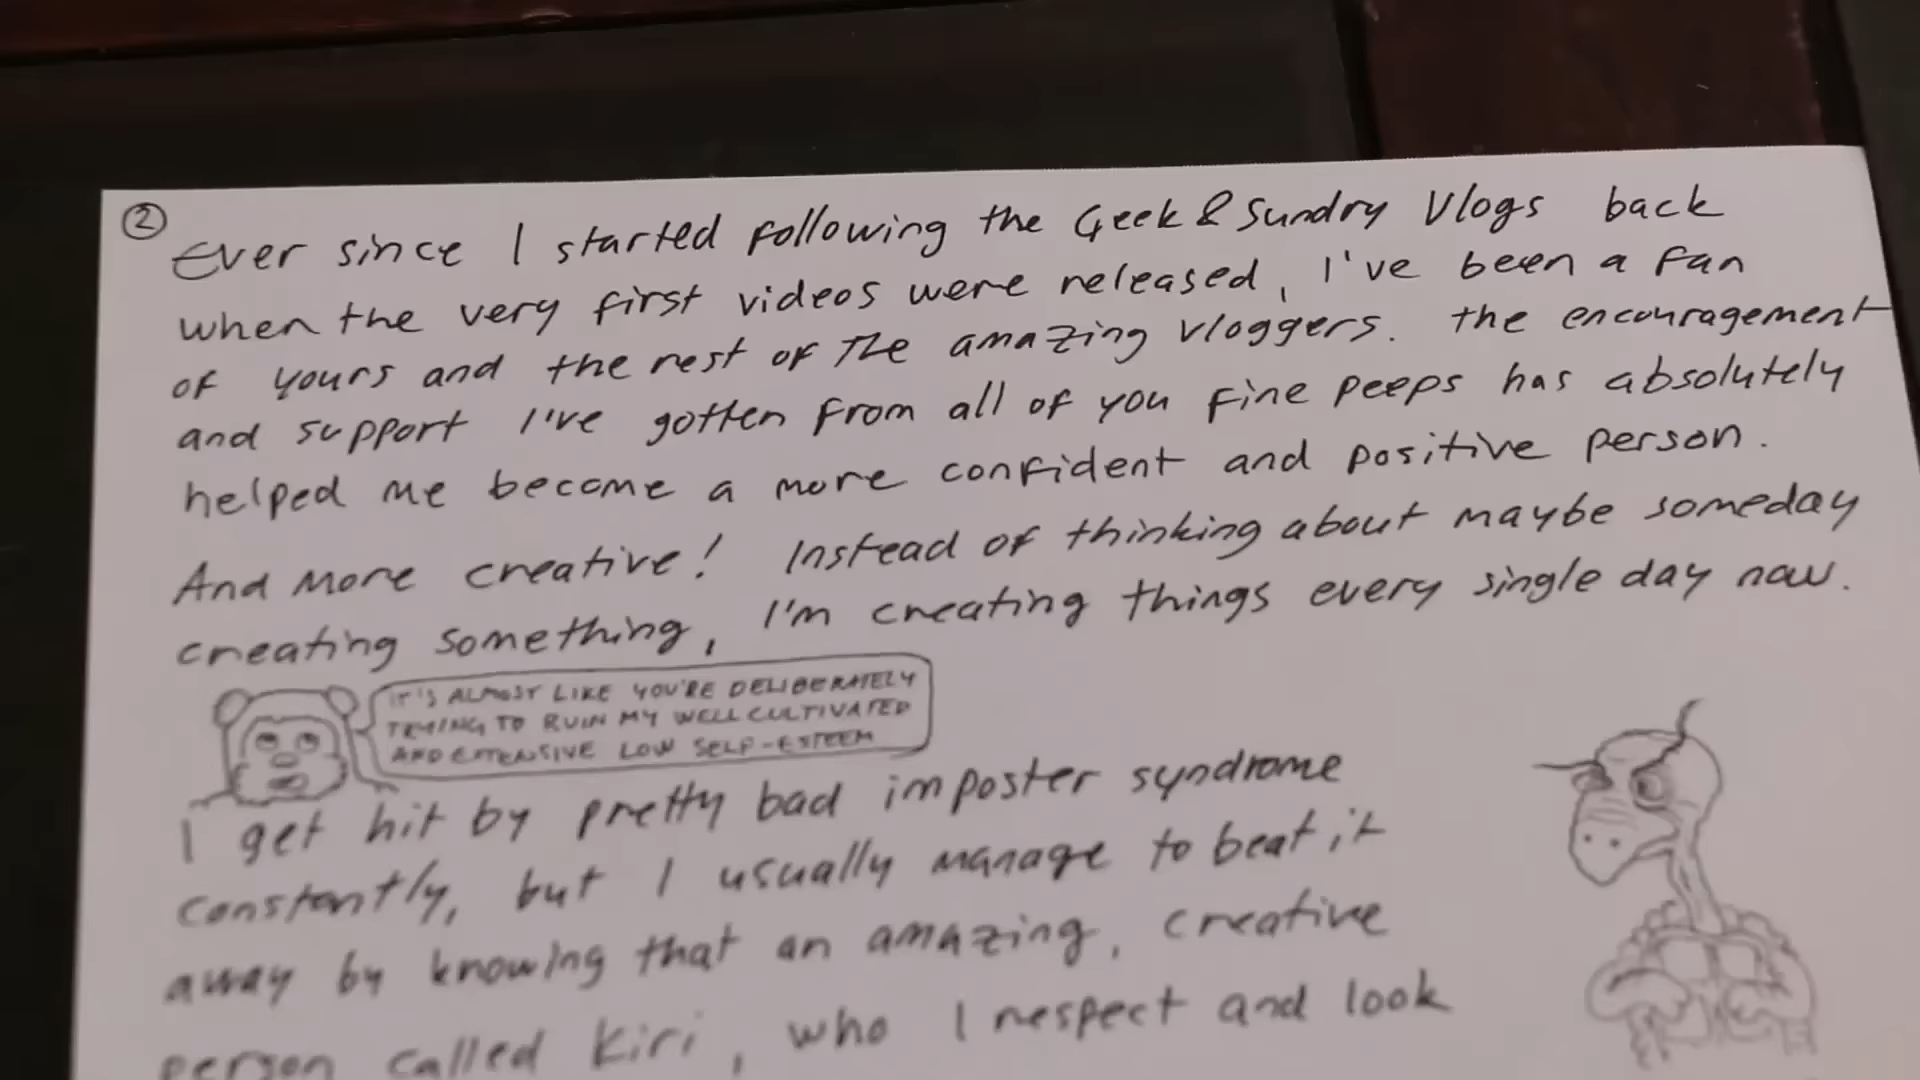 ②
Ever since I started following the Geek & Sundry Vlogs back
when the very first videos were released, I've been a fan
of yours and the rest of the amazing vloggers. the encouragement
and support I've gotten from all of you fine peeps has absolutely
helped me become a more confident and positive person.
And more creative! Instead of thinking about maybe someday
creating something, I'm creating things every single day now.
IT'S ALMOST LIKE YOU'RE DELIBERATELY
TRYING TO RUIN MY WELL CULTIVATED
AND EXTENSIVE LOW SELF-ESTEEM
I get hit by pretty bad imposter syndrome
constantly, but I usually manage to beat it
away by knowing that an amazing, creative
person called Kiri, who I respect and look